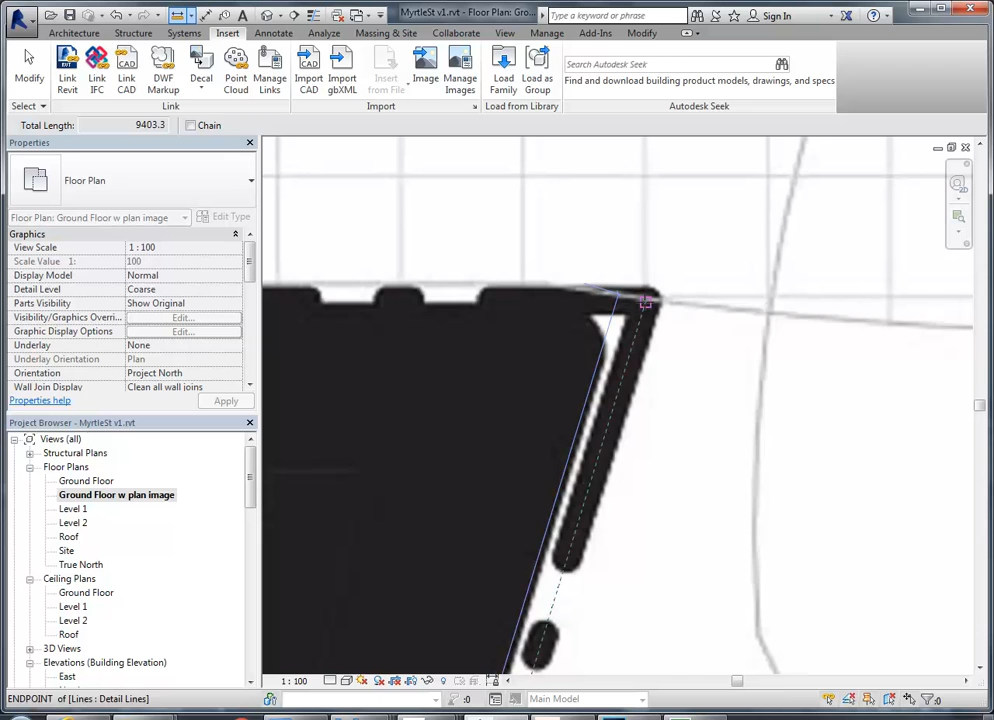 MyrtleSt v1.rvt - Floor Plan: Gro...
Type a keyword or phrase
Sign In
Architecture Structure Systems Insert Annotate Analyze Massing & Site Collaborate View Manage Add-Ins Modify
Modify
Link Revit
Link IFC
Link CAD
DWF Markup
Decal
Point Cloud
Manage Links
Import CAD
Import gbXML
Insert from File
Image
Manage Images
Load Family
Load as Group
Search Autodesk Seek
Find and download building product models, drawings, and specs
Select Link Import Load from Library Autodesk Seek
Total Length: 9403.3 Chain
Properties
Floor Plan
Floor Plan: Ground Floor w plan image Edit Type
Graphics
View Scale 1 : 100
Scale Value 1: 100
Display Model Normal
Detail Level Coarse
Parts Visibility Show Original
Visibility/Graphics Overri... Edit...
Graphic Display Options Edit...
Underlay None
Underlay Orientation Plan
Orientation Project North
Wall Join Display Clean all wall joins
Properties help Apply
Project Browser - MyrtleSt v1.rvt
Views (all)
Structural Plans
Floor Plans
Ground Floor
Ground Floor w plan image
Level 1
Level 2
Roof
Site
True North
Ceiling Plans
Ground Floor
Level 1
Level 2
Roof
3D Views
Elevations (Building Elevation)
East
1 : 100
ENDPOINT of [Lines : Detail Lines]
:0
Main Model
:0